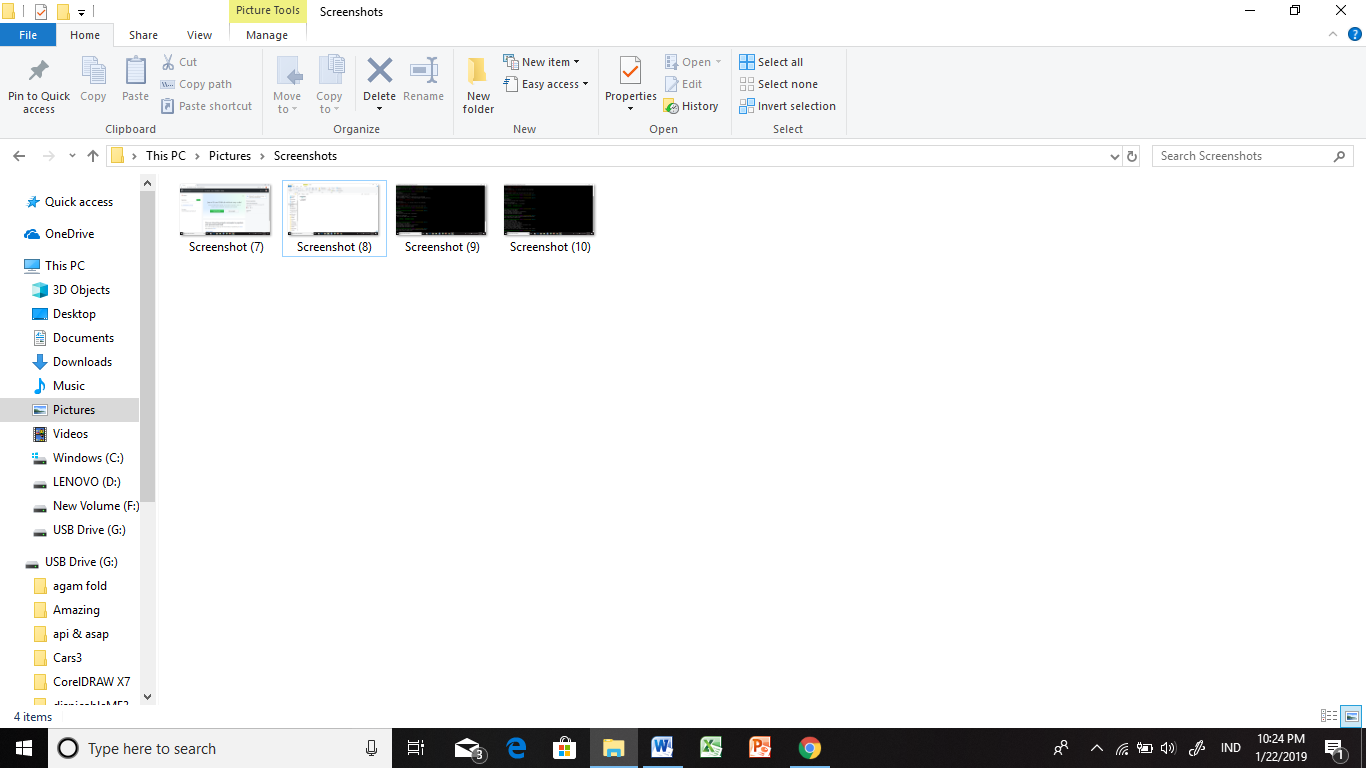 Picture Tools
Screenshots
File
Home
Share
View
Manage
Pin to Quick access
Copy
Paste
Cut
Copy path
Paste shortcut
Clipboard
Move to
Copy to
Delete
Rename
Organize
New folder
New item
Easy access
New
Properties
Open
Edit
History
Open
Select all
Select none
Invert selection
Select
This PC
Pictures
Screenshots
Search Screenshots
Quick access
OneDrive
This PC
3D Objects
Desktop
Documents
Downloads
Music
Pictures
Videos
Windows (C:)
LENOVO (D:)
New Volume (F:)
USB Drive (G:)
USB Drive (G:)
agam fold
Amazing
api & asap
Cars3
CorelDRAW X7
Screenshot (7)
Screenshot (8)
Screenshot (9)
Screenshot (10)
4 items
Type here to search
3
IND
10:24 PM
1/22/2019
1